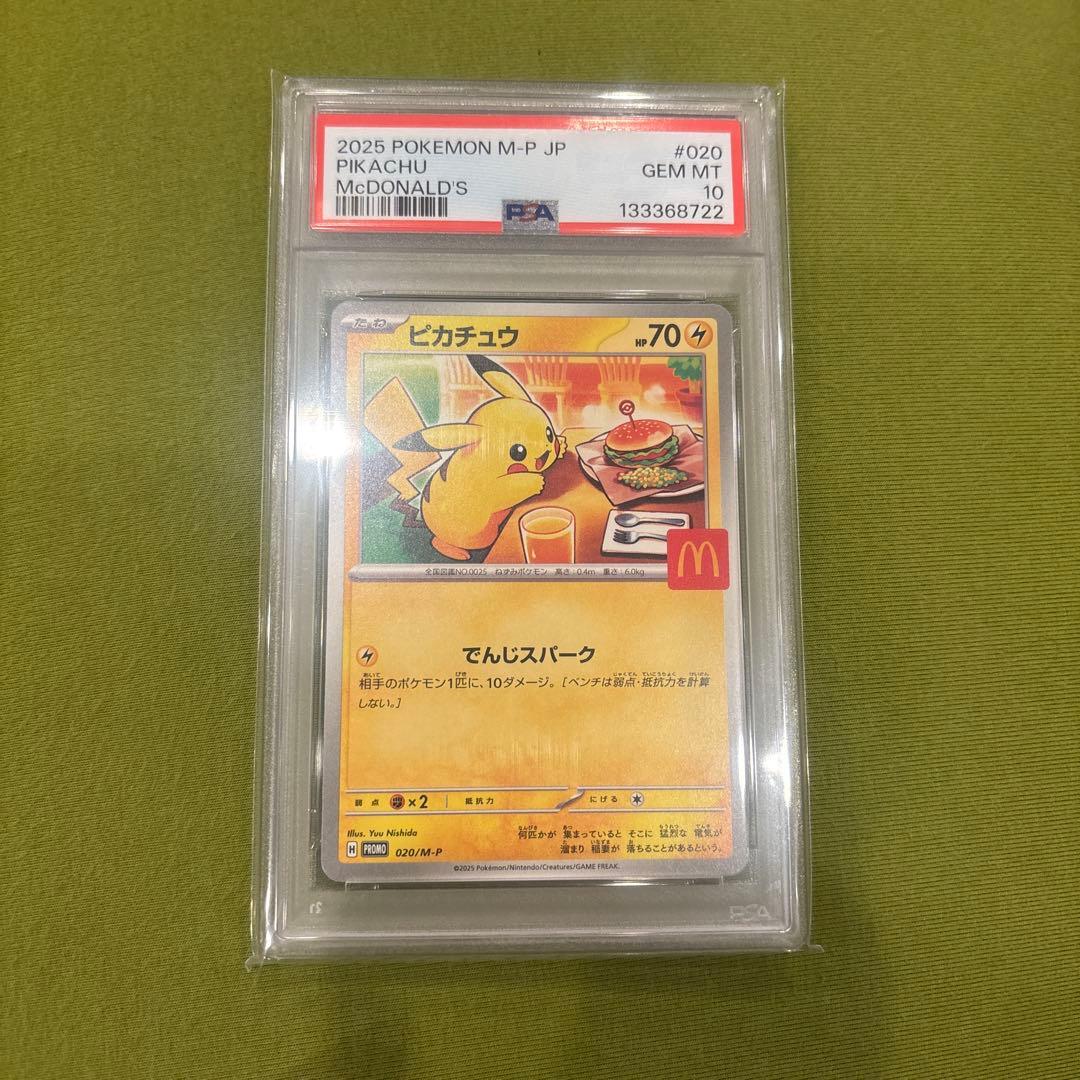 2025 POKEMON M-P JP #020
PIKACHU GEM MT
McDONALD'S 10
PSA 133368722
たね ピカチュウ HP70
全国図鑑NO.0025 ねずみポケモン 高さ:0.4m 重さ:6.0kg
でんじスパーク
相手のポケモン1匹に、10ダメージ。[ベンチは弱点・抵抗力を計算
しない。]
弱点 ×2 抵抗力 にげる
Illus. Yuu Nishida
何匹かが 集まっていると そこに 猛烈な 電気が
溜まり 稲妻が 落ちることがあるという。
H PROMO 020/M-P
©2025 Pokémon/Nintendo/Creatures/GAME FREAK.
PSA